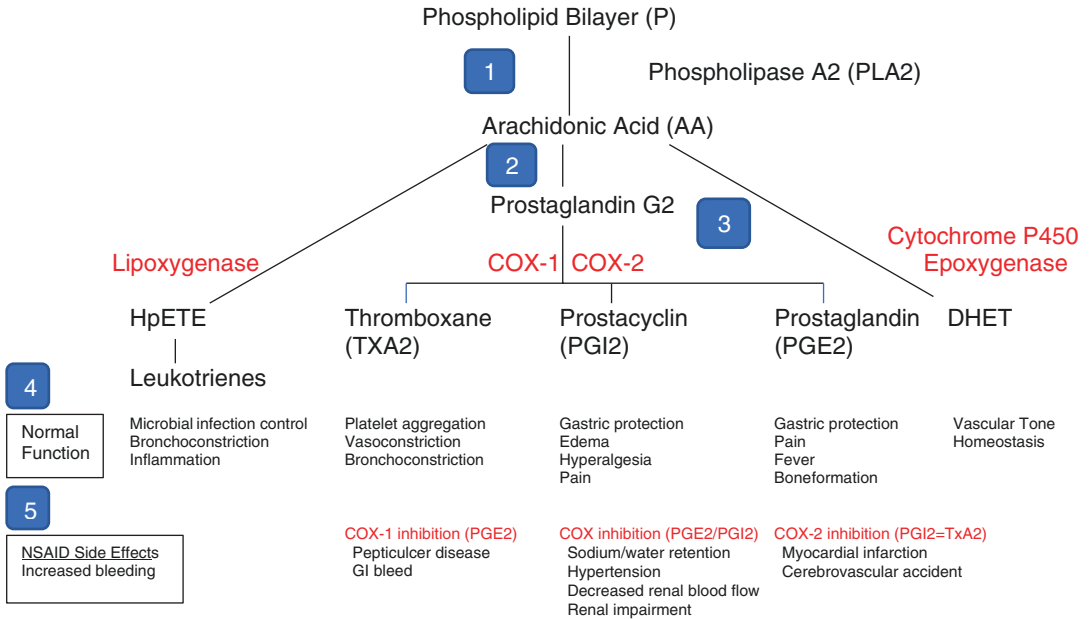 Phospholipid Bilayer (P)
1
Phospholipase A2 (PLA2)
Arachidonic Acid (AA)
2
Prostaglandin G2
3
Lipoxygenase
COX-1 COX-2
Cytochrome P450
Epoxygenase
HpETE
Leukotrienes
Thromboxane
(TXA2)
Prostacyclin
(PGI2)
Prostaglandin
(PGE2)
DHET
4
Normal
Function
Microbial infection control
Bronchoconstriction
Inflammation
Platelet aggregation
Vasoconstriction
Bronchoconstriction
Gastric protection
Edema
Hyperalgesia
Pain
Gastric protection
Pain
Fever
Boneformation
Vascular Tone
Homeostasis
5
NSAID Side Effects
Increased bleeding
COX-1 inhibition (PGE2)
Pepticulcer disease
GI bleed
COX inhibition (PGE2/PGI2)
Sodium/water retention
Hypertension
Decreased renal blood flow
Renal impairment
COX-2 inhibition (PGI2=TxA2)
Myocardial infarction
Cerebrovascular accident